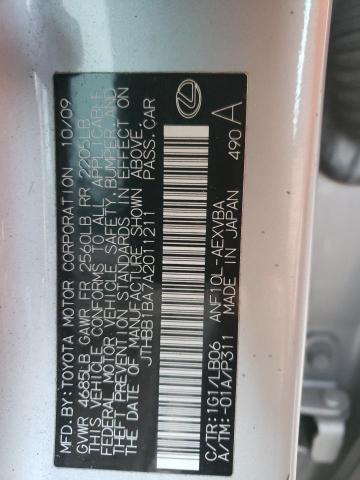 MFD.BY:TOYOTA MOTOR CORPORATION 10/09
GVWR 4685LB GAWR FR 2560LB RR 2205LB
THIS VEHICLE CONFORMS TO ALL APPLICABLE
FEDERAL MOTOR VEHICLE SAFETY, BUMPER, AND
THEFT PREVENTION STANDARDS IN EFFECT ON
THE DATE OF MANUFACTURE SHOWN ABOVE.
JTHBB1BA7A2011211 PASS.CAR
C/TR:1G1/LB06 ANF10L-AEXVBA
A/TM:-01A/P311 MADE IN JAPAN 490 A